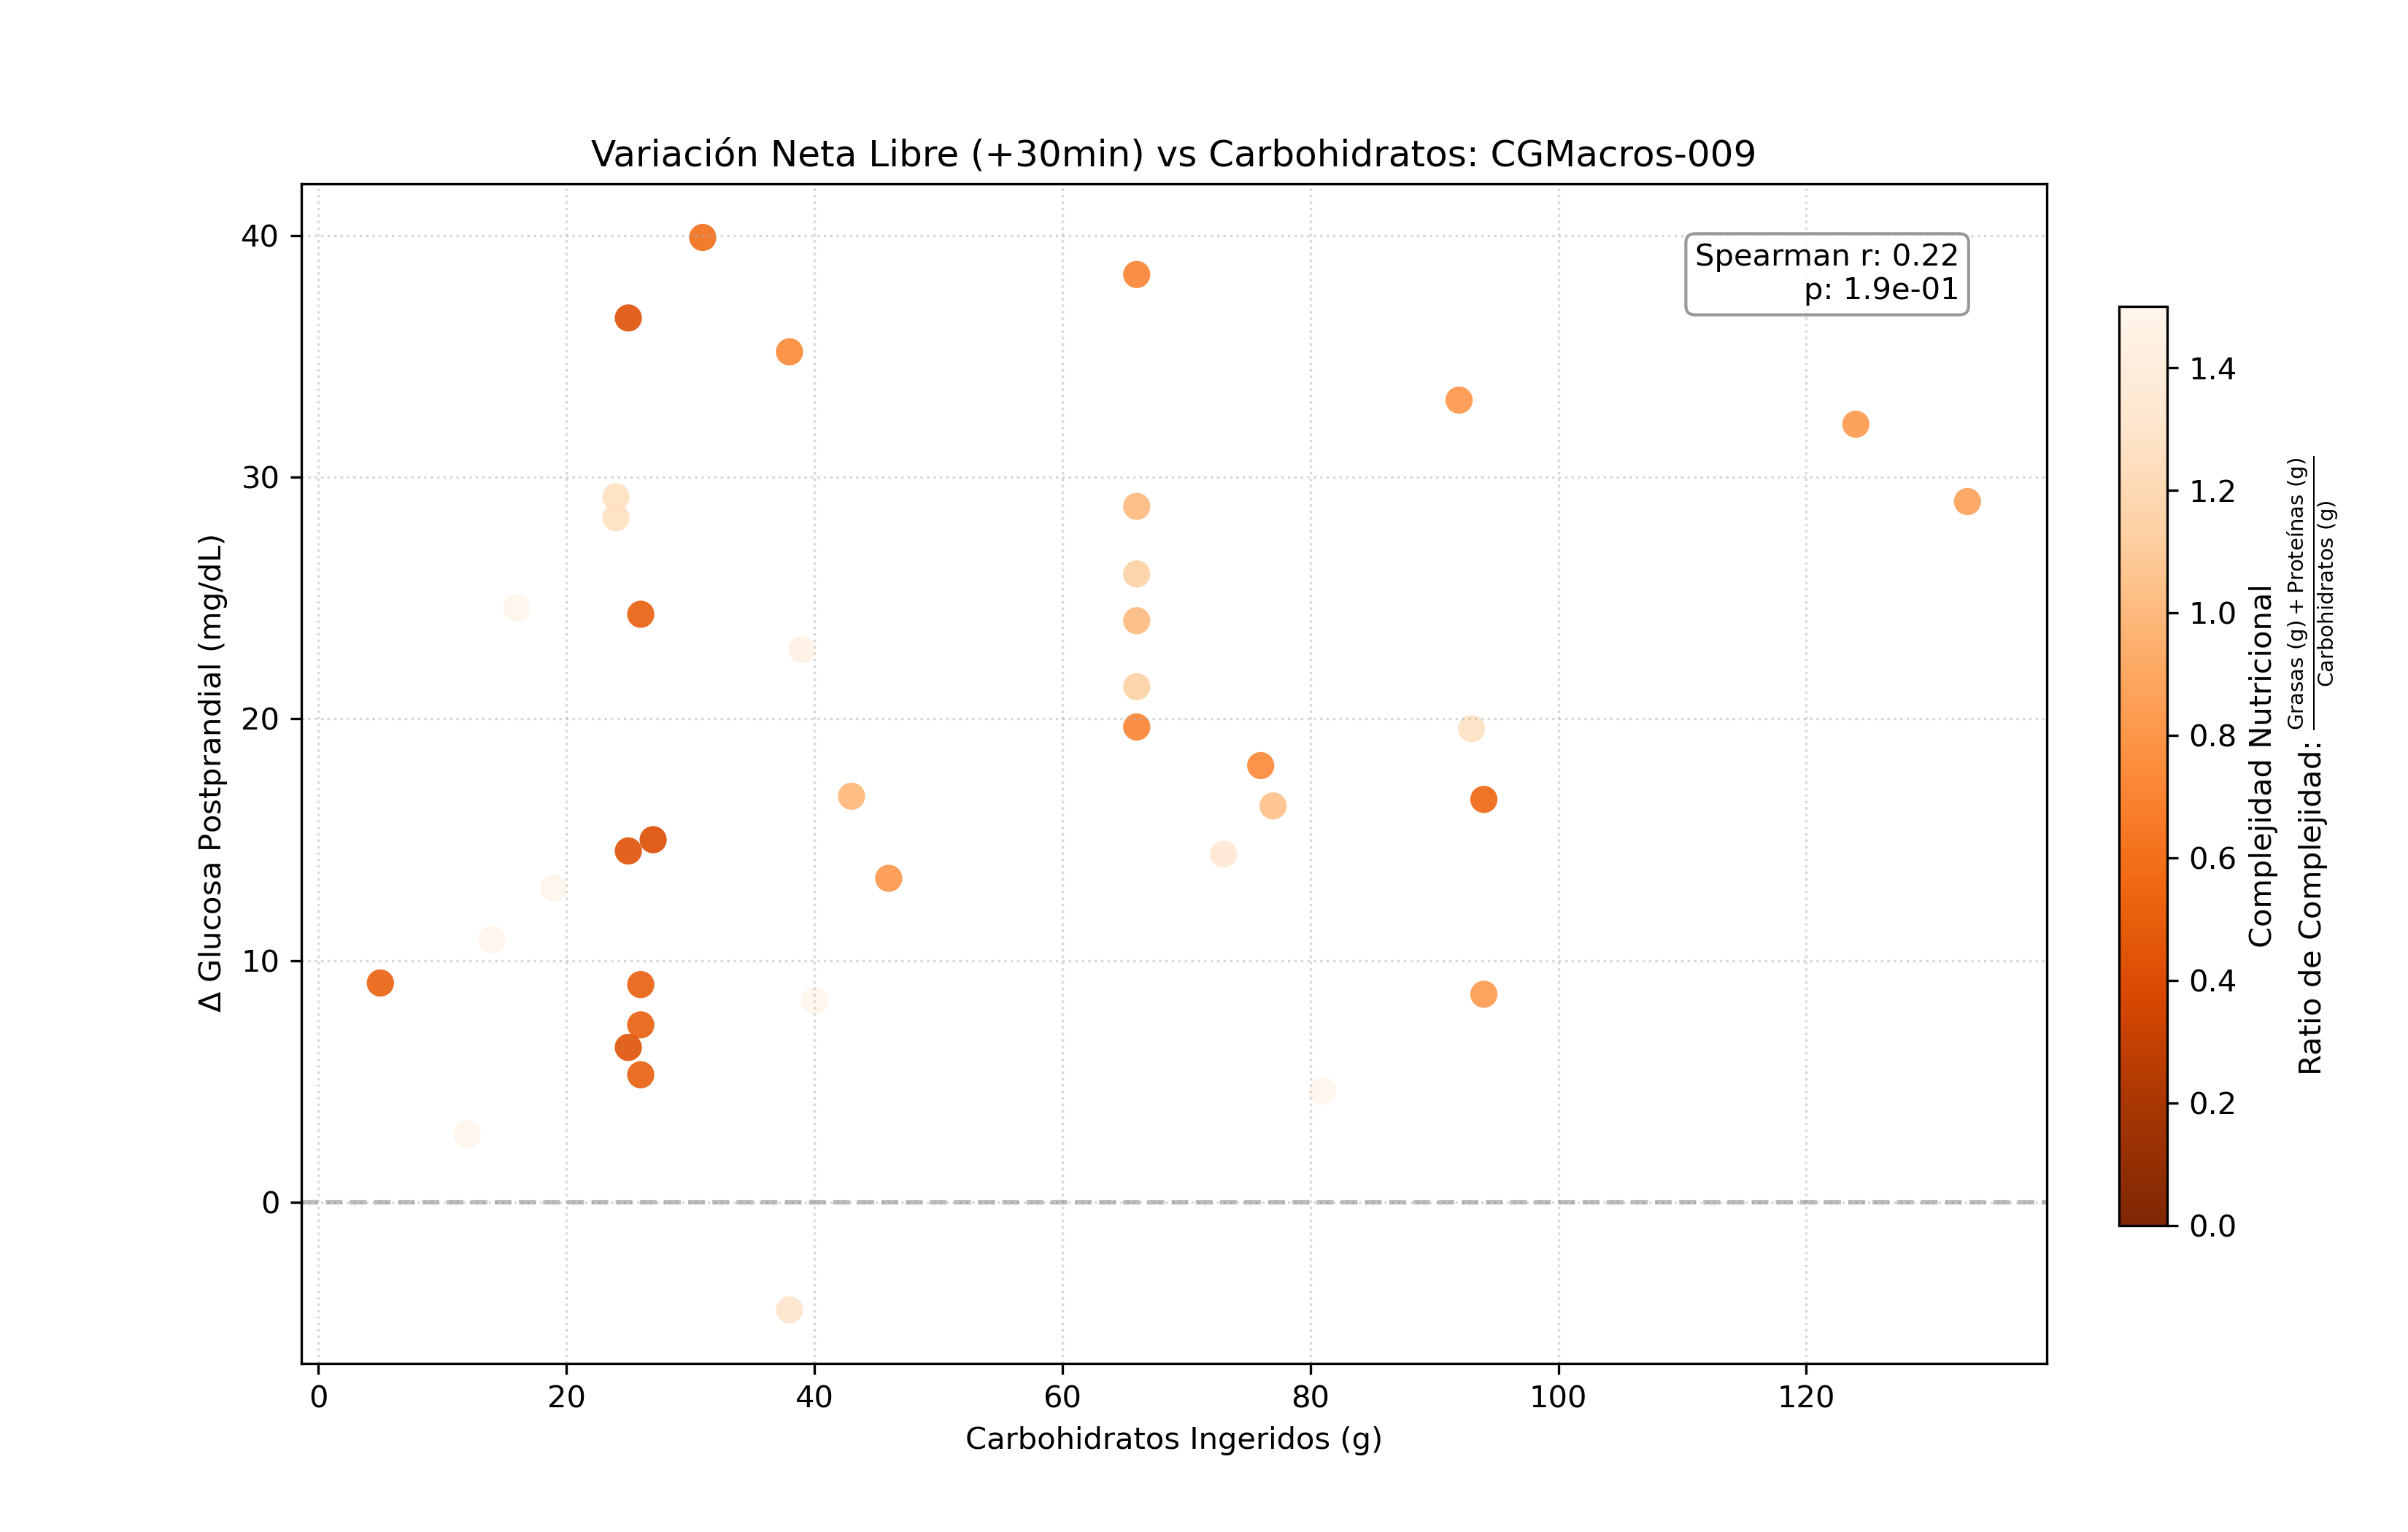 Variación Neta Libre (+30min) vs Carbohidratos: CGMacros-009
Spearman r: 0.22
p: 1.9e-01
Δ Glucosa Postprandial (mg/dL)
40
30
20
10
0
0
20
40
60
80
100
120
Carbohidratos Ingeridos (g)
1.4
1.2
1.0
0.8
0.6
0.4
0.2
0.0
Complejidad Nutricional
Ratio de Complejidad: Grasas (g) + Proteínas (g)
Carbohidratos (g)